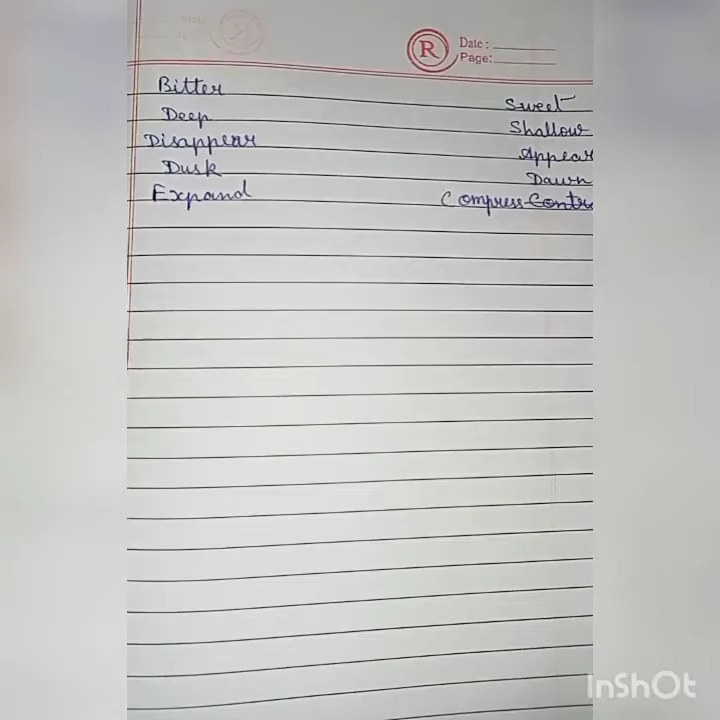 R
Date:
Page:
Bitter Sweet
Deep Shallow
Disappear Appear
Dusk Dawn
Expand Compress
InShOt